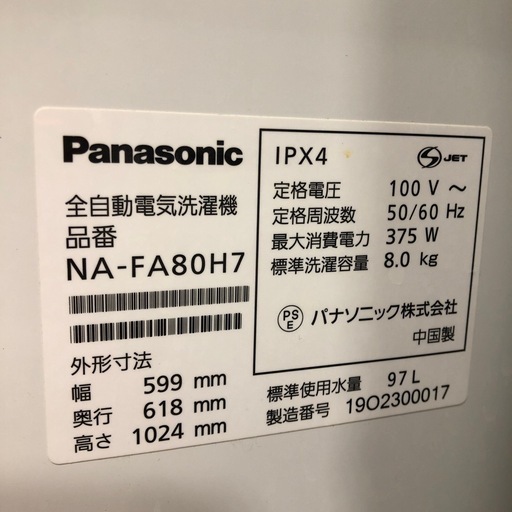 Panasonic
全自動電気洗濯機
品番
NA-FA80H7
外形寸法
幅 599 mm
奥行 618 mm
高さ 1024 mm
IPX4 S JET
定格電圧 100 V ～
定格周波数 50/60 Hz
最大消費電力 375 W
標準洗濯容量 8.0 kg
PS E パナソニック株式会社
中国製
標準使用水量 97 L
製造番号 19O2300017